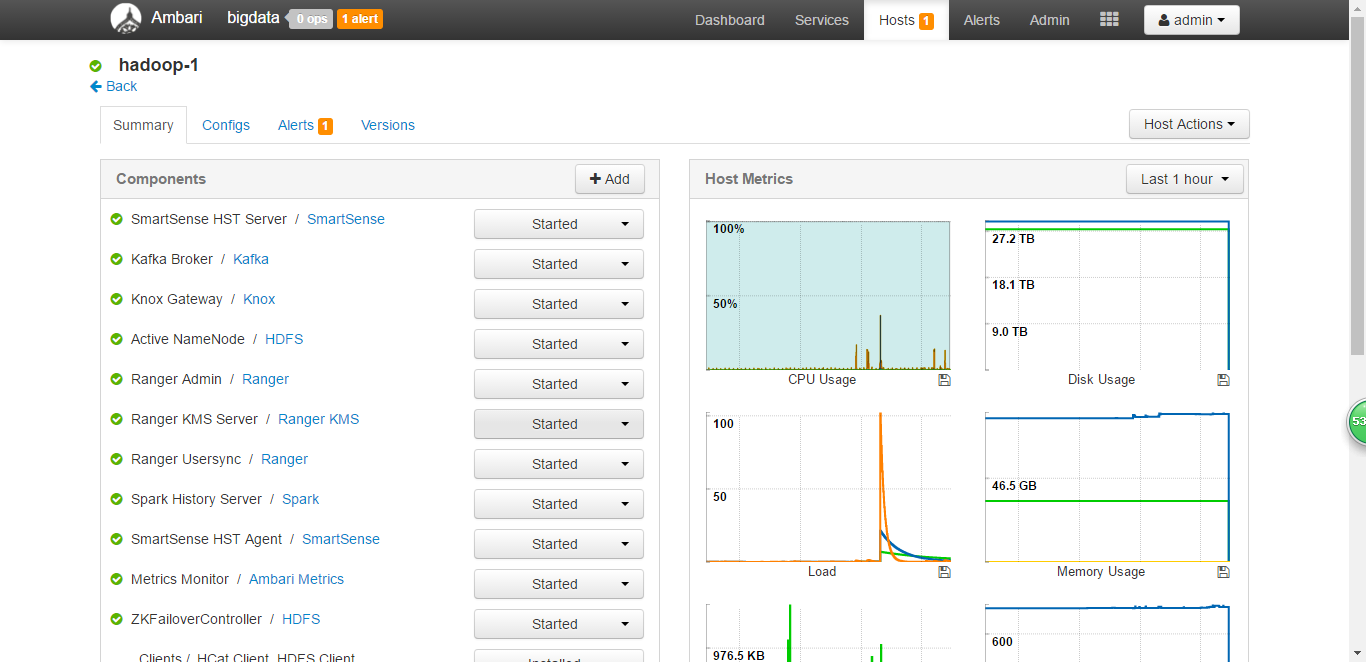 Ambari bigdata 0 ops 1 alert Dashboard Services Hosts 1 Alerts Admin admin
hadoop-1
Back
Summary Configs Alerts 1 Versions Host Actions
Components Add
SmartSense HST Server / SmartSense Started
Kafka Broker / Kafka Started
Knox Gateway / Knox Started
Active NameNode / HDFS Started
Ranger Admin / Ranger Started
Ranger KMS Server / Ranger KMS Started
Ranger Usersync / Ranger Started
Spark History Server / Spark Started
SmartSense HST Agent / SmartSense Started
Metrics Monitor / Ambari Metrics Started
ZKFailoverController / HDFS Started
Clients / HCat Client, HDFS Client Installed
Host Metrics Last 1 hour
100%
50%
CPU Usage
27.2 TB
18.1 TB
9.0 TB
Disk Usage
100
50
Load
46.5 GB
Memory Usage
976.5 KB
600
53